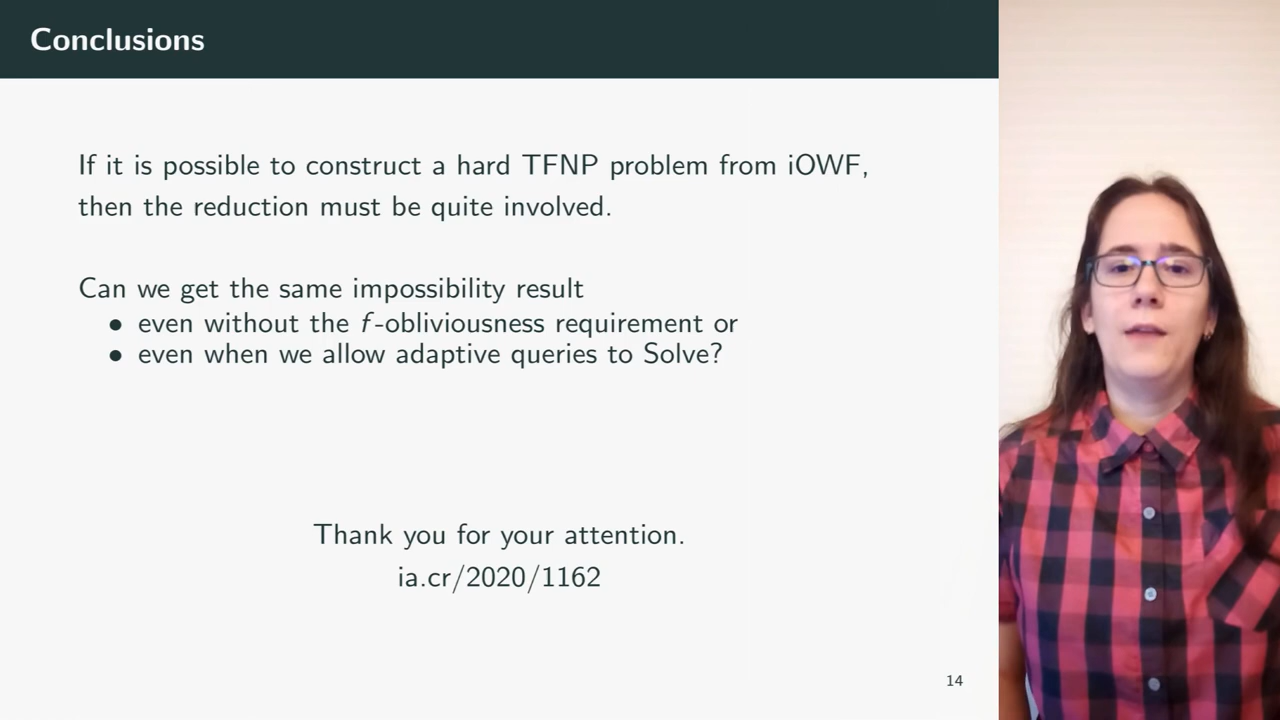 Conclusions
If it is possible to construct a hard TFNP problem from iOWF,
then the reduction must be quite involved.
Can we get the same impossibility result
• even without the f-obliviousness requirement or
• even when we allow adaptive queries to Solve?
Thank you for your attention.
ia.cr/2020/1162
14